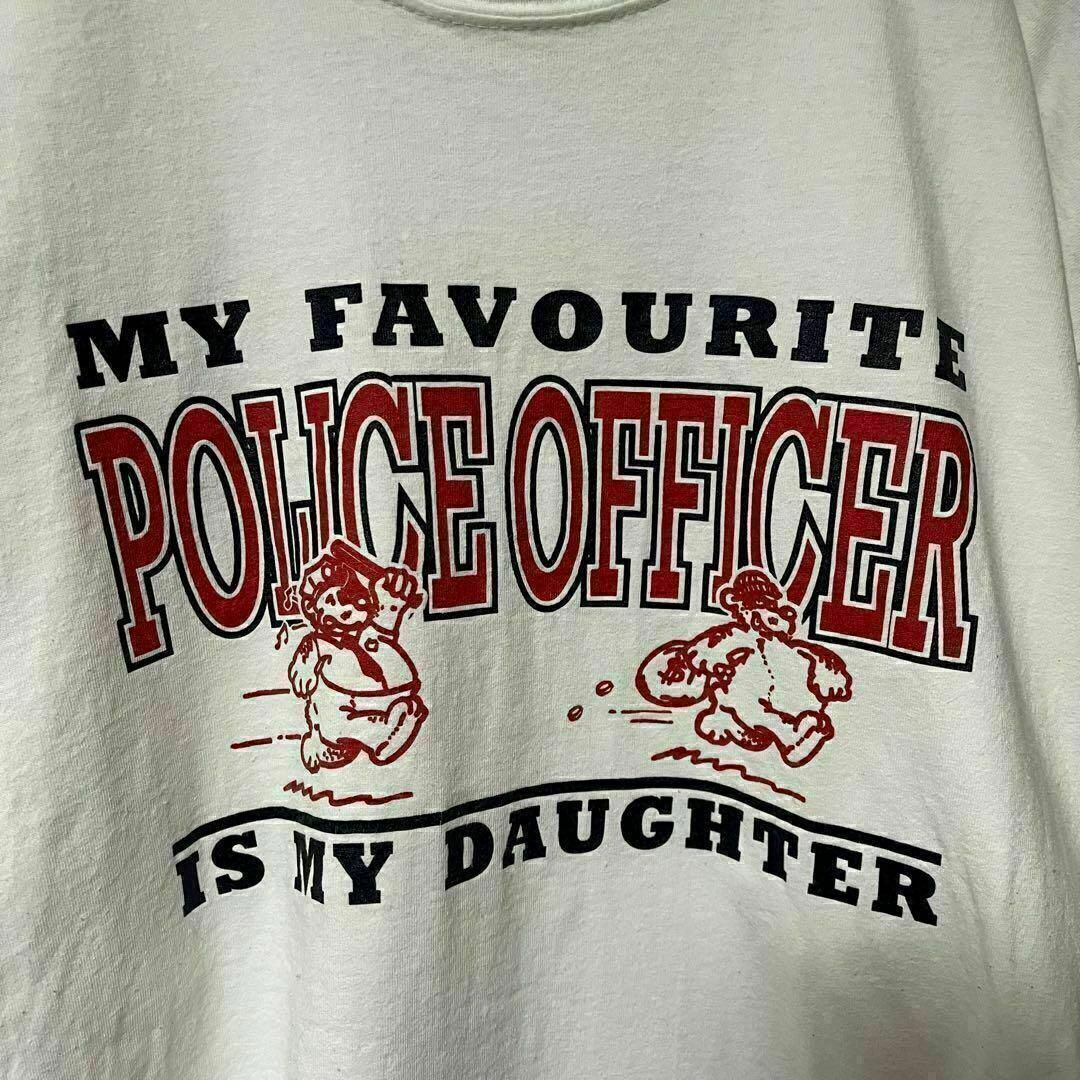 MY FAVOURITE
POLICE OFFICER
$
IS MY DAUGHTER